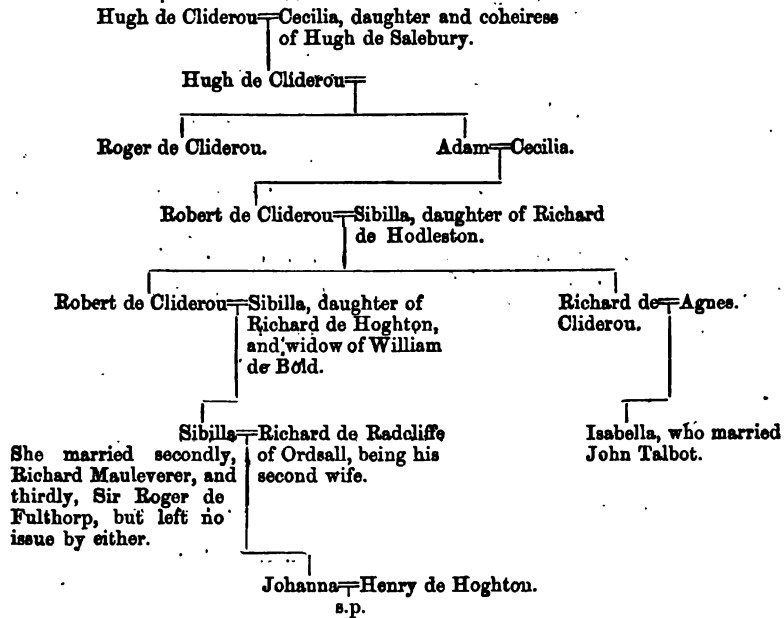 Hugh de Cliderou Cecilia, daughter and coheiress
of Hugh de Salebury.
Hugh de Cliderou
Roger de Cliderou. Adam Cecilia.
Robert de Cliderou Sibilla, daughter of Richard
de Hodleston.
Robert de Cliderou Sibilla, daughter of
Richard de Hoghton,
and widow of William
de Bold.
Richard de Agnes.
Cliderou.
Sibilla Richard de Radcliffe
of Ordsall, being his
second wife.
She married secondly,
Richard Mauleverer, and
thirdly, Sir Roger de
Fulthorp, but left no
issue by either.
Isabella, who married
John Talbot.
Johanna Henry de Hoghton.
s.p.